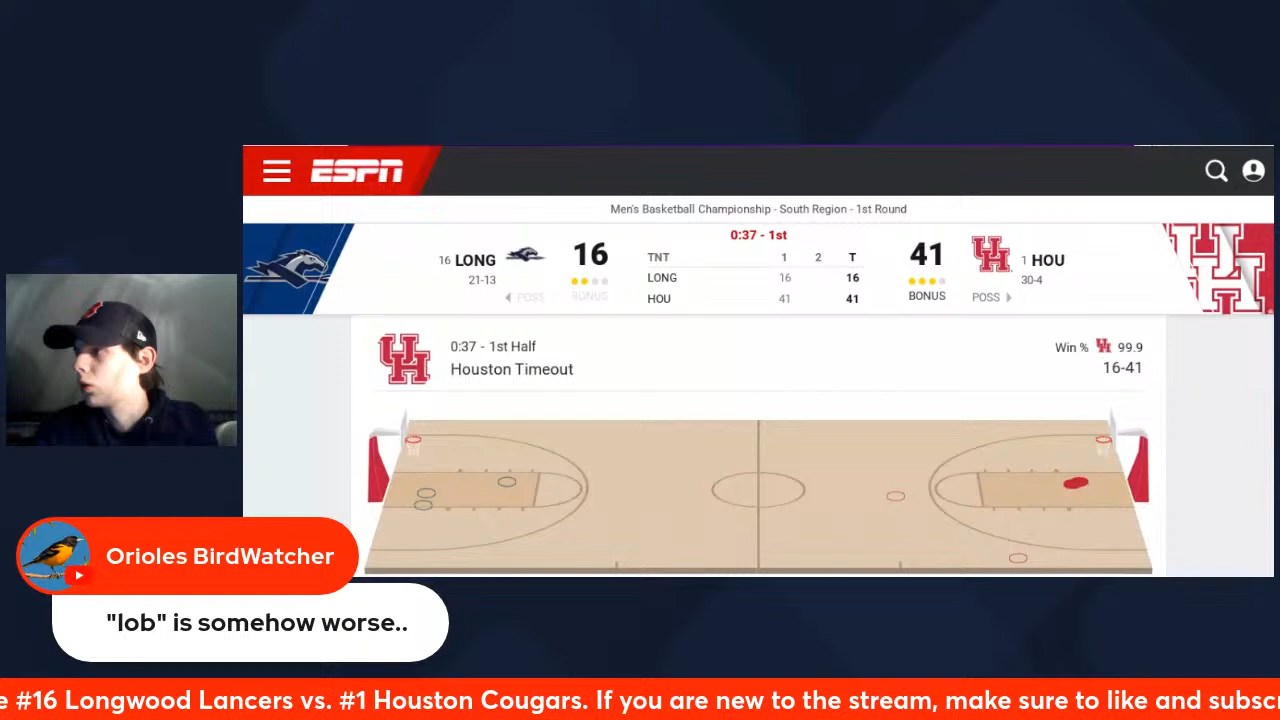 ESPN
Men's Basketball Championship - South Region - 1st Round
0:37 - 1st
16 LONG
21-13
POSS
16
BONUS
TNT 1 2 T
LONG 16 16
HOU 41 41
41
BONUS
1 HOU
30-4
POSS
0:37 - 1st Half
Houston Timeout
Win % 99.9
16-41
Orioles BirdWatcher
"lob" is somehow worse..
e #16 Longwood Lancers vs. #1 Houston Cougars. If you are new to the stream, make sure to like and subsc